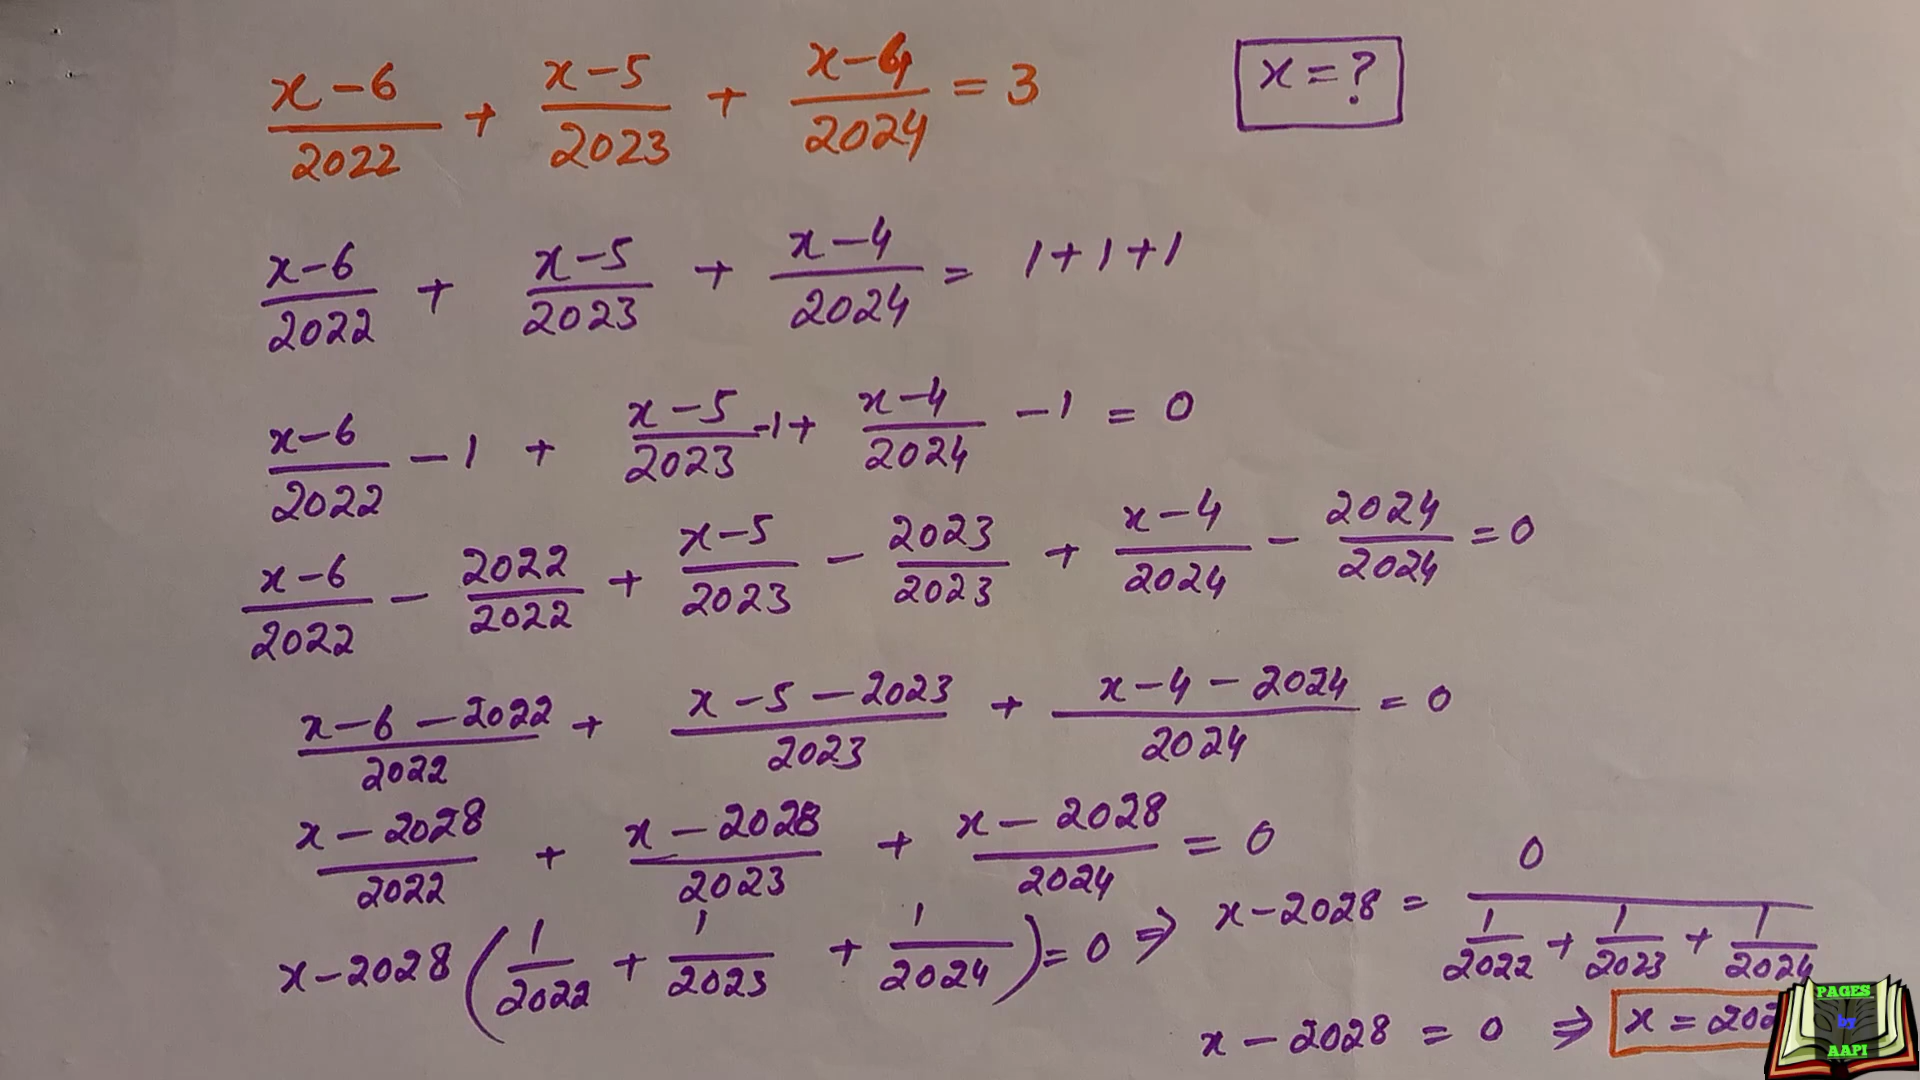 x-6/2022 + x-5/2023 + x-4/2024 = 3
x = ?
x-6/2022 + x-5/2023 + x-4/2024 = 1+1+1
x-6/2022 - 1 + x-5/2023 - 1 + x-4/2024 - 1 = 0
x-6/2022 - 2022/2022 + x-5/2023 - 2023/2023 + x-4/2024 - 2024/2024 = 0
x-6-2022/2022 + x-5-2023/2023 + x-4-2024/2024 = 0
x-2028/2022 + x-2028/2023 + x-2028/2024 = 0
x-2028 (1/2022 + 1/2023 + 1/2024) = 0 ⇒ x-2028 = 0/1/2022 + 1/2023 + 1/2024
x-2028 = 0 ⇒ x = 202
PAGES
by
AAPI